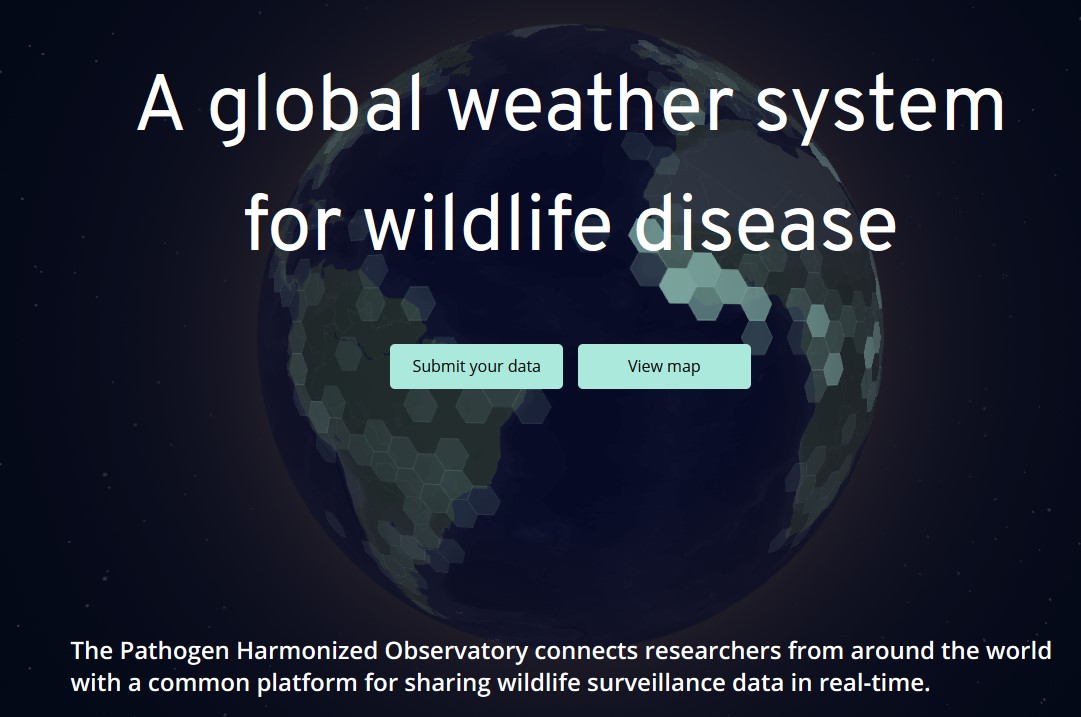 A global weather system
for wildlife disease
Submit your data
View map
The Pathogen Harmonized Observatory connects researchers from around the world
with a common platform for sharing wildlife surveillance data in real-time.